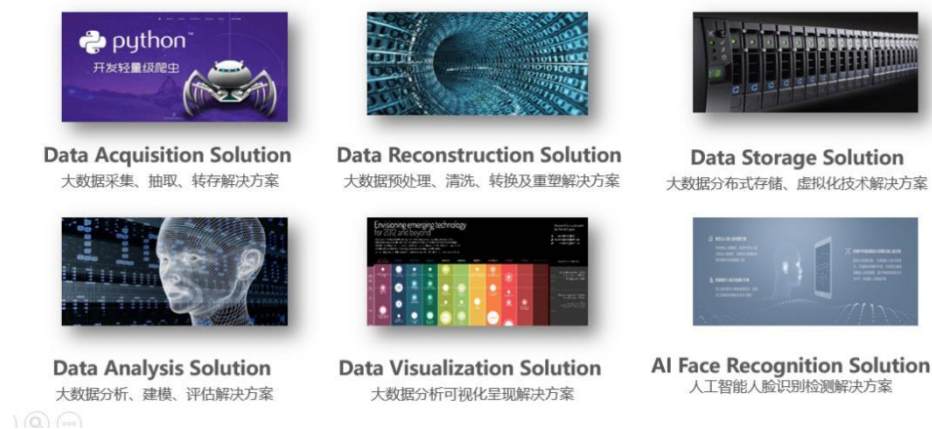 python™
开发轻量级爬虫
Data Acquisition Solution
大数据采集、抽取、转存解决方案
Data Reconstruction Solution
大数据预处理、清洗、转换及重塑解决方案
Data Storage Solution
大数据分布式存储、虚拟化技术解决方案
Envisioning emerging technology
for 2012 and beyond
Data Analysis Solution
大数据分析、建模、评估解决方案
Data Visualization Solution
大数据分析可视化呈现解决方案
AI Face Recognition Solution
人工智能人脸识别检测解决方案